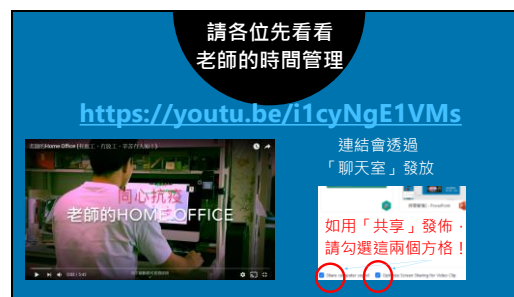 請各位先看看
老師的時間管理
https://youtu.be/i1cyNgE1VMs
連結會透過
「聊天室」發放
同心抗疫
老師的HOME OFFICE
如用「共享」發佈，
請勾選這兩個方格！